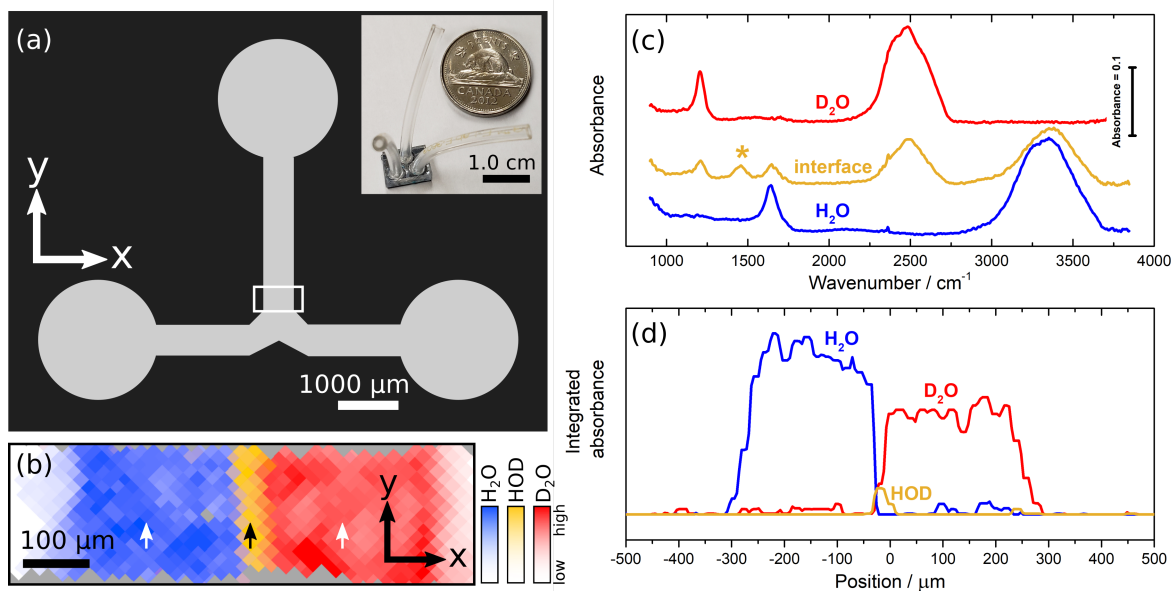 (a)
5 CENTS
CANADA
2012
1.0 cm
y
x
1000 μm
(b)
100 μm
y
x
H₂O
HOD
D₂O
low
high
(c)
Absorbance
Absorbance = 0.1
D₂O
*
interface
H₂O
1000 1500 2000 2500 3000 3500 4000
Wavenumber / cm⁻¹
(d)
Integrated
absorbance
H₂O
D₂O
HOD
-500 -400 -300 -200 -100 0 100 200 300 400 500
Position / μm